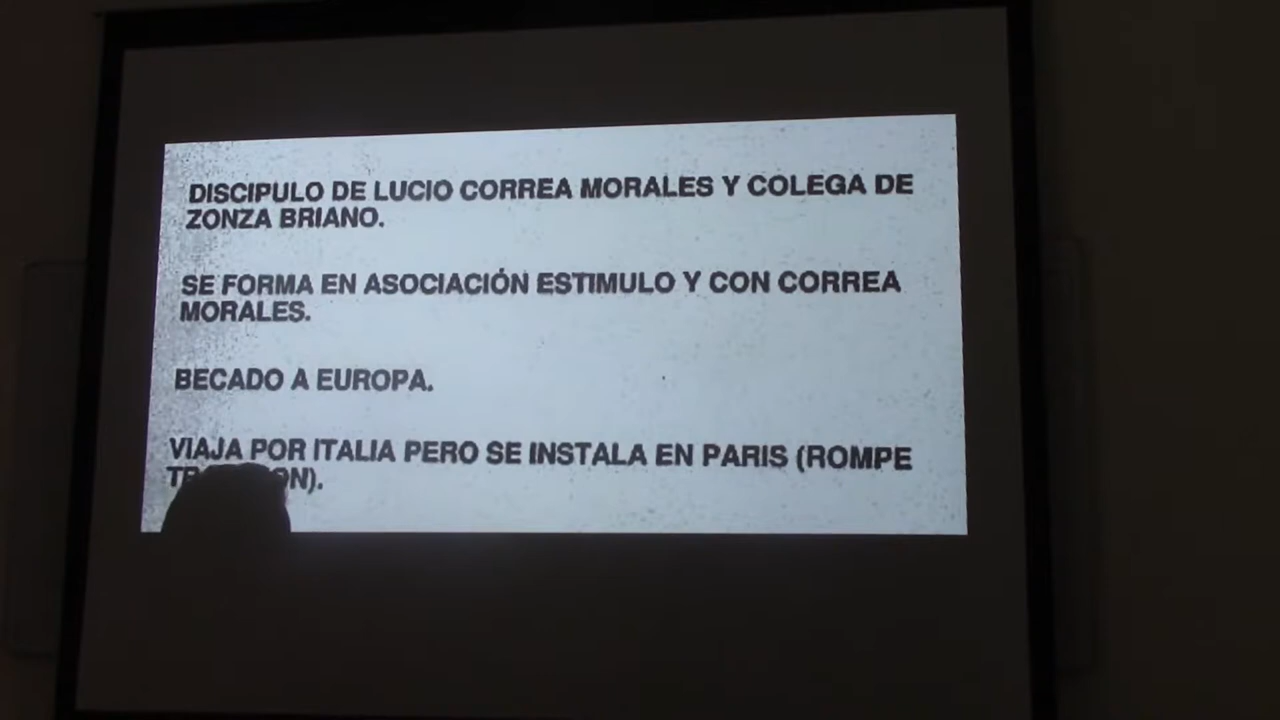 DISCIPULO DE LUCIO CORREA MORALES Y COLEGA DE
ZONZA BRIANO.
SE FORMA EN ASOCIACIÓN ESTIMULO Y CON CORREA
MORALES.
BECADO A EUROPA.
VIAJA POR ITALIA PERO SE INSTALA EN PARIS (ROMPE